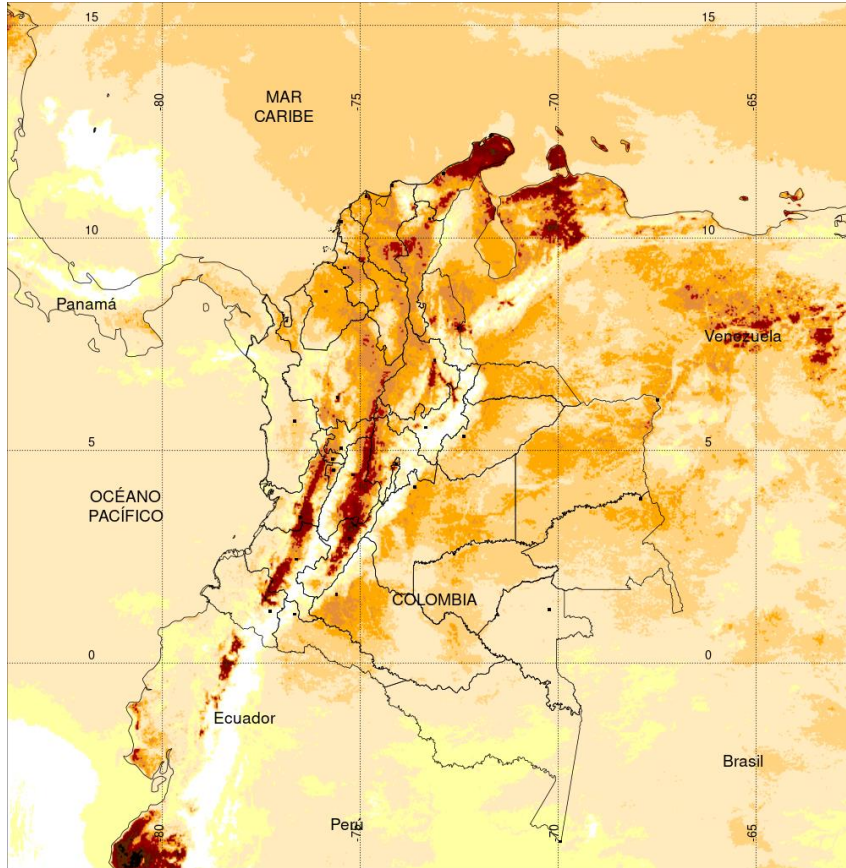 15
15
-80
-75
-70
-65
MAR
CARIBE
10
10
Panamá
Venezuela
5
5
OCÉANO
PACÍFICO
COLOMBIA
0
0
Ecuador
Brasil
Perú
-80
-75
-70
-65